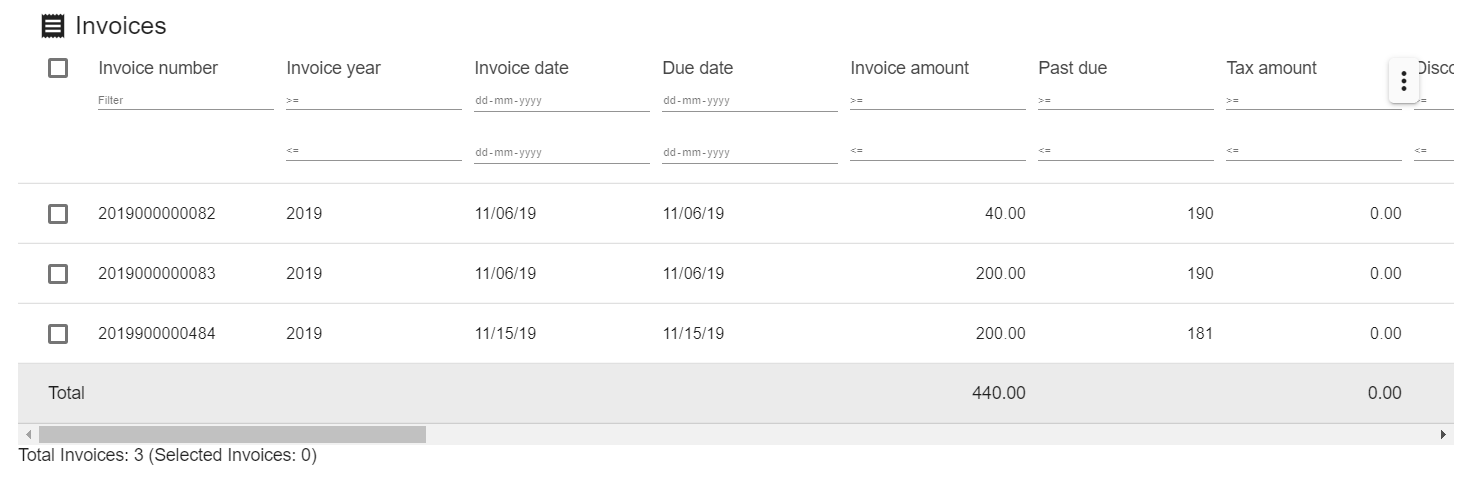 Invoices
Invoice number Invoice year Invoice date Due date Invoice amount Past due Tax amount Disco
Filter >= dd-mm-yyyy dd-mm-yyyy >= >= >= >=
<= dd-mm-yyyy dd-mm-yyyy <= <= <= <=
2019000000082 2019 11/06/19 11/06/19 40.00 190 0.00
2019000000083 2019 11/06/19 11/06/19 200.00 190 0.00
2019900000484 2019 11/15/19 11/15/19 200.00 181 0.00
Total 440.00 0.00
Total Invoices: 3 (Selected Invoices: 0)